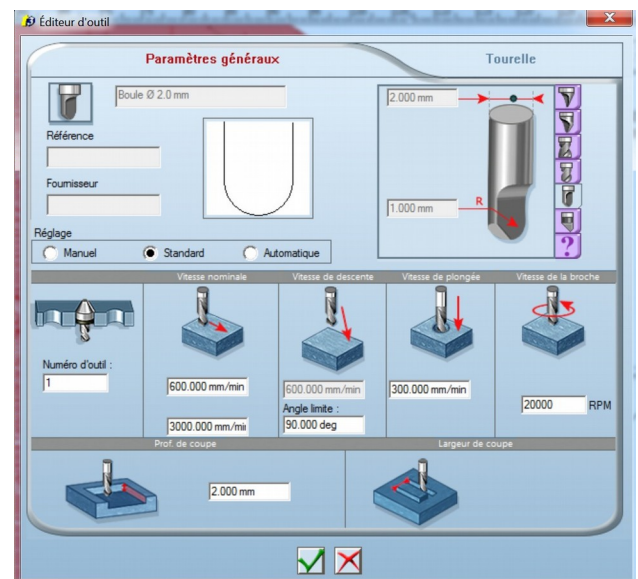 Éditeur d'outil
Paramètres généraux
Tourelle
Boule Ø 2.0 mm
Référence
Fournisseur
2.000 mm
R
1.000 mm
?
Réglage
Manuel
Standard
Automatique
Vitesse nominale
Vitesse de descente
Vitesse de plongée
Vitesse de la broche
Numéro d'outil :
1
600.000 mm/min
3000.000 mm/mi
600.000 mm/min
Angle limite :
90.000 deg
300.000 mm/min
20000 RPM
Prof. de coupe
Largeur de coupe
2.000 mm